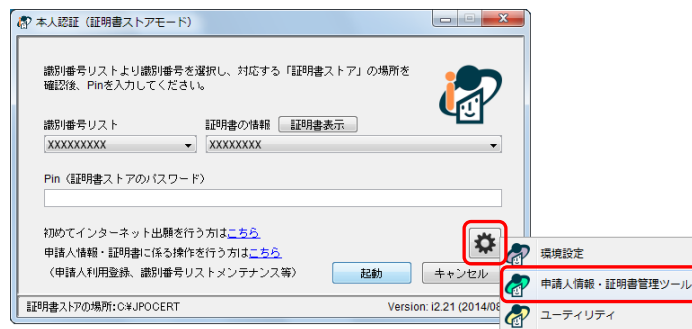 本人認証（証明書ストアモード）
識別番号リストより識別番号を選択し、対応する「証明書ストア」の場所を
確認後、Pinを入力してください。
識別番号リスト 証明書の情報 証明書表示
XXXXXXXXX XXXXXXXX
Pin（証明書ストアのパスワード）
初めてインターネット出願を行う方はこちら
申請人情報・証明書に係る操作を行う方はこちら
（申請人利用登録、識別番号リストメンテナンス等） 起動 キャンセル
証明書ストアの場所:C:¥JPOCERT Version: i2.21 (2014/08
環境設定
申請人情報・証明書管理ツール
ユーティリティ